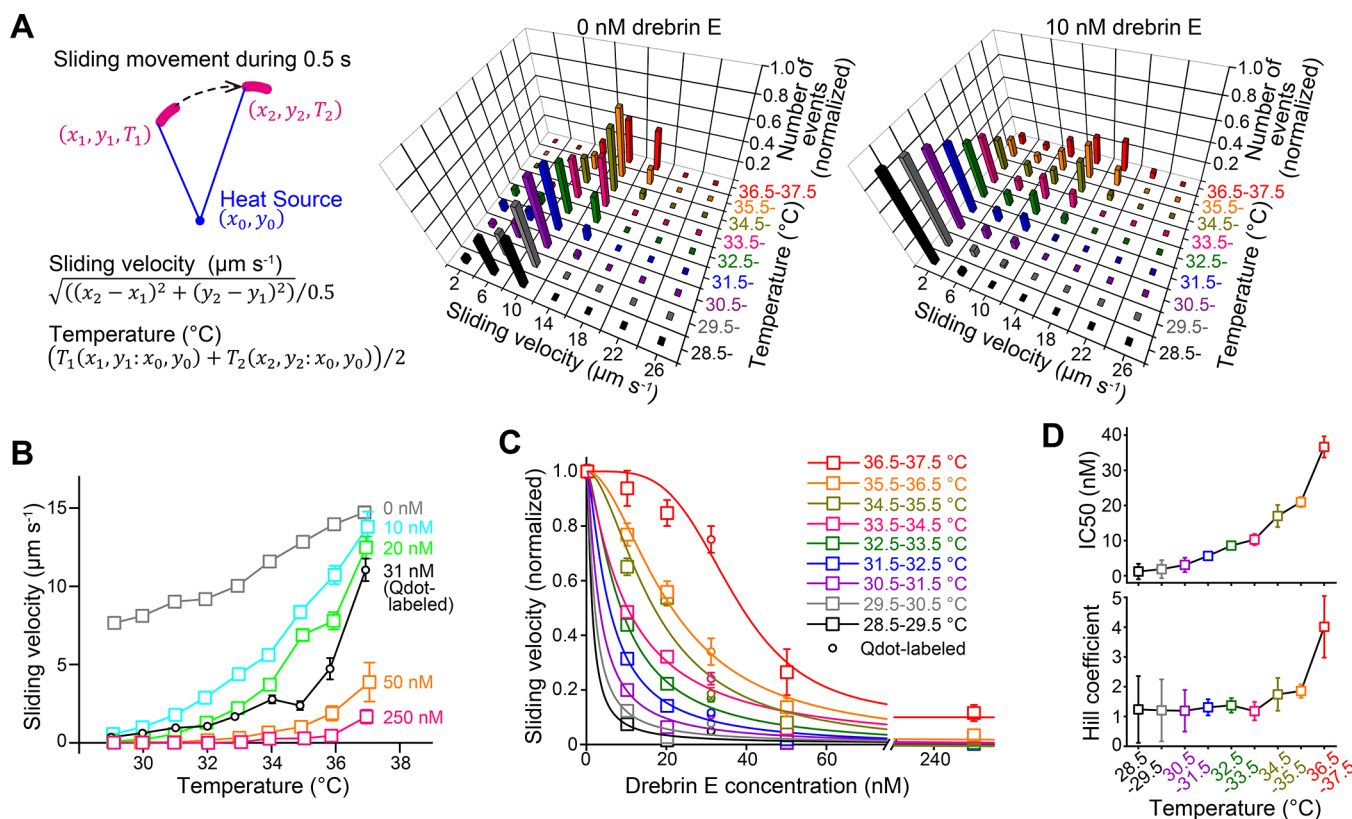 A
Sliding movement during 0.5 s
(x₁, y₁, T₁)
(x₂, y₂, T₂)
Heat Source
(x₀, y₀)
Sliding velocity (µm s⁻¹)
√((x₂ − x₁)² + (y₂ − y₁)²)/0.5
Temperature (°C)
(T₁(x₁, y₁: x₀, y₀) + T₂(x₂, y₂: x₀, y₀))/2
0 nM drebrin E
1.0
0.8
0.6
0.4
0.2
Number of
events
(normalized)
36.5-37.5
35.5-
34.5-
33.5-
32.5-
31.5-
30.5-
29.5-
28.5-
Temperature (°C)
2
6
10
14
18
22
26
Sliding velocity (µm s⁻¹)
10 nM drebrin E
1.0
0.8
0.6
0.4
0.2
Number of
events
(normalized)
36.5-37.5
35.5-
34.5-
33.5-
32.5-
31.5-
30.5-
29.5-
28.5-
Temperature (°C)
2
6
10
14
18
22
26
Sliding velocity (µm s⁻¹)
B
Sliding velocity (µm s⁻¹)
15
10
5
0
0 nM
10 nM
20 nM
31 nM
(Qdot-
labeled)
50 nM
250 nM
30 32 34 36 38
Temperature (°C)
C
Sliding velocity (normalized)
1.0
0.8
0.6
0.4
0.2
0
36.5-37.5 °C
35.5-36.5 °C
34.5-35.5 °C
33.5-34.5 °C
32.5-33.5 °C
31.5-32.5 °C
30.5-31.5 °C
29.5-30.5 °C
28.5-29.5 °C
Qdot-labeled
0 20 40 60 240
Drebrin E concentration (nM)
D
IC50 (nM)
40
30
20
10
0
Hill coefficient
5
4
3
2
1
0
28.5
-29.5
30.5
-31.5
32.5
-33.5
34.5
-35.5
36.5
-37.5
Temperature (°C)